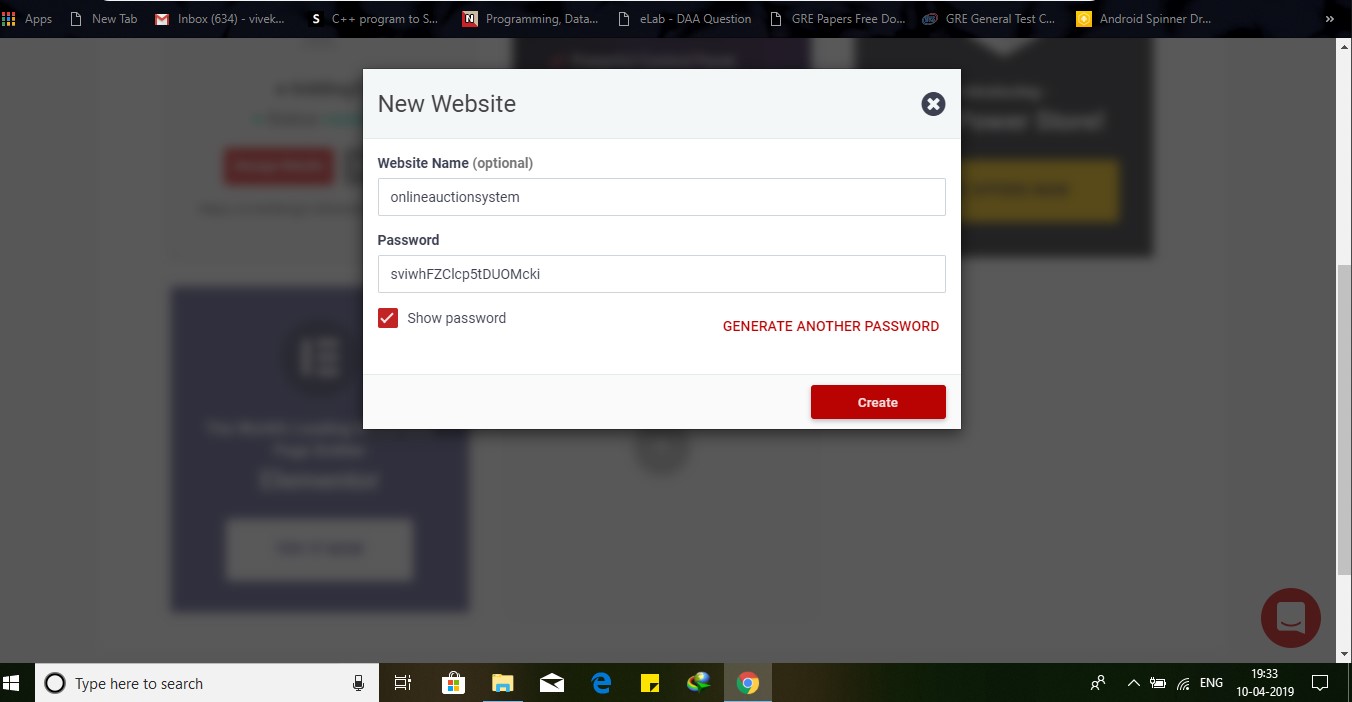 Apps New Tab Inbox (634) - vivek... C++ program to S... Programming, Data... eLab - DAA Question GRE Papers Free Do... GRE General Test C... Android Spinner Dr... »
New Website
Website Name (optional)
onlineauctionsystem
Power Store!
Password
sviwhFZClcp5tDUOMcki
Show password
GENERATE ANOTHER PASSWORD
Create
Elementor
Type here to search
ENG
19:33
10-04-2019